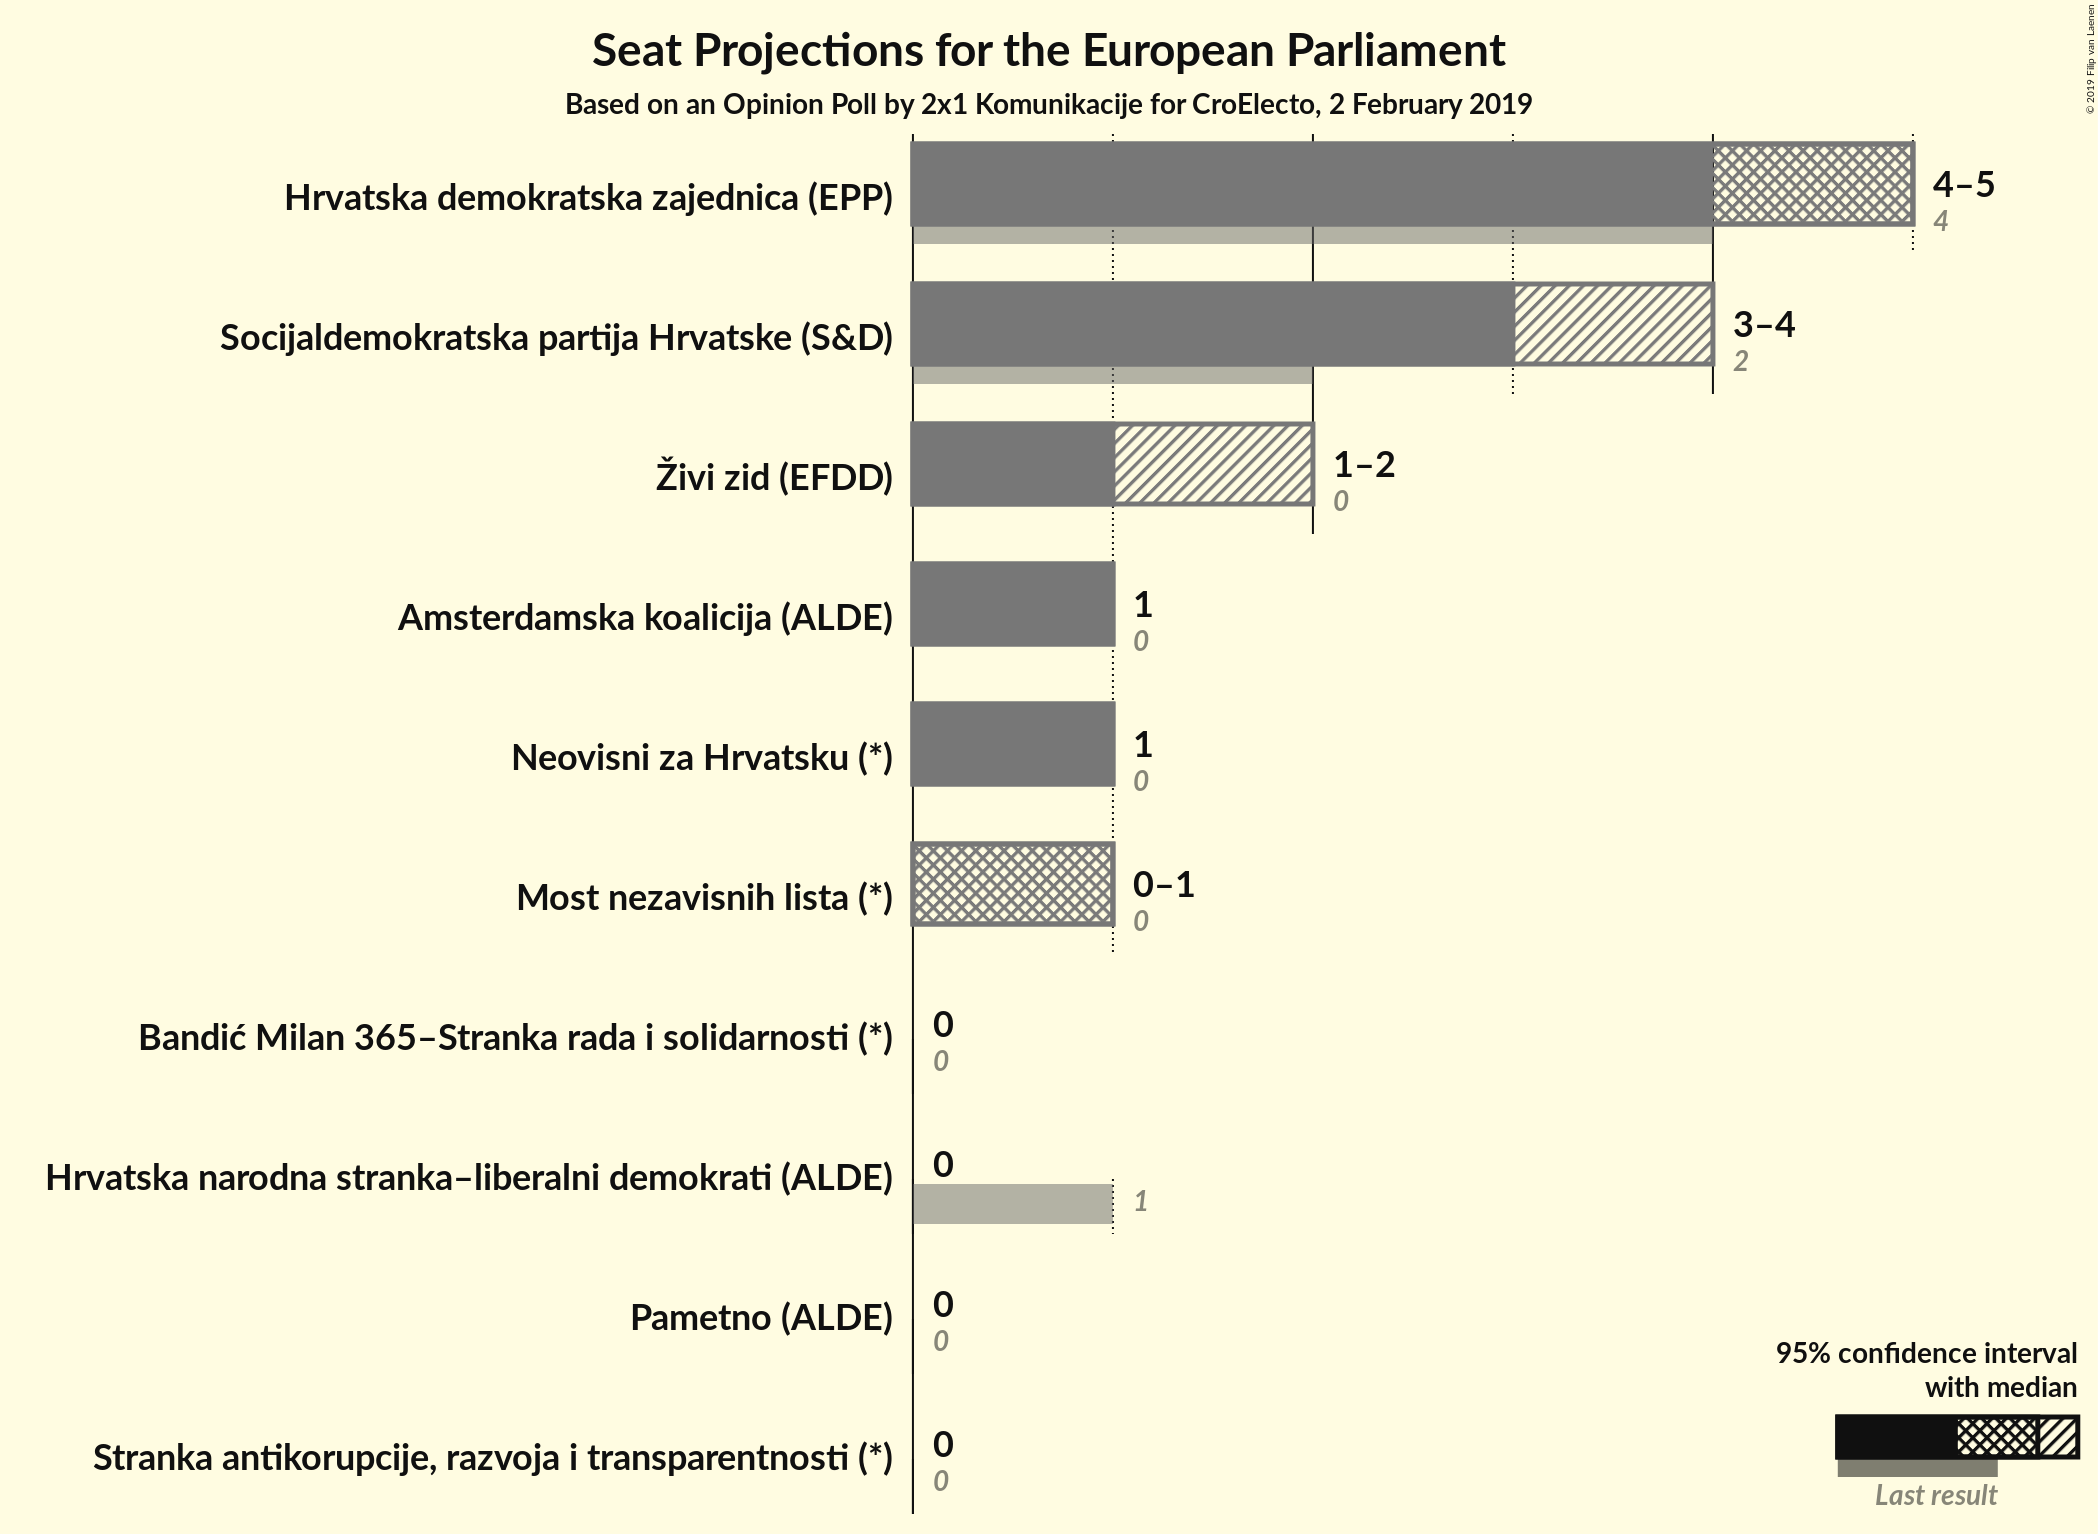 Seat Projections for the European Parliament
Based on an Opinion Poll by 2x1 Komunikacije for CroElecto, 2 February 2019
© 2019 Filip van Laenen
Hrvatska demokratska zajednica (EPP)
4–5
4
Socijaldemokratska partija Hrvatske (S&D)
3–4
2
Živi zid (EFDD)
1–2
0
Amsterdamska koalicija (ALDE)
1
0
Neovisni za Hrvatsku (*)
1
0
Most nezavisnih lista (*)
0–1
0
Bandić Milan 365–Stranka rada i solidarnosti (*)
0
0
Hrvatska narodna stranka–liberalni demokrati (ALDE)
0
1
Pametno (ALDE)
0
0
Stranka antikorupcije, razvoja i transparentnosti (*)
0
0
95% confidence interval
with median
Last result